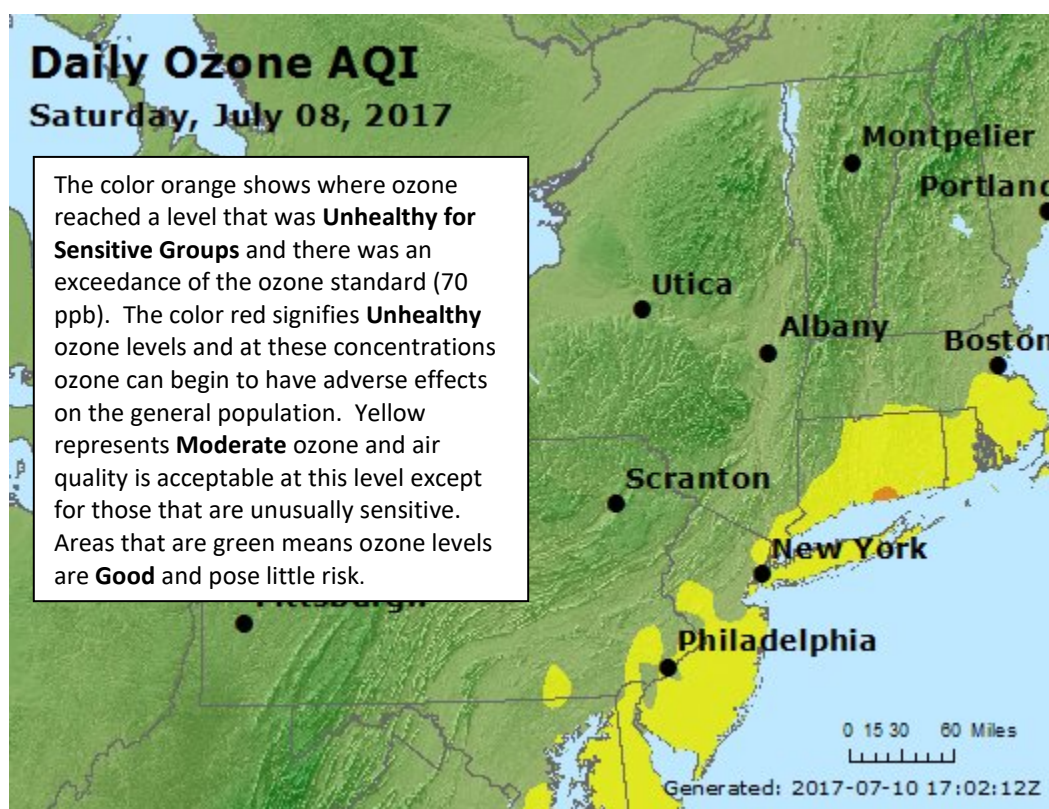 Daily Ozone AQI
Saturday, July 08, 2017
The color orange shows where ozone
reached a level that was Unhealthy for
Sensitive Groups and there was an
exceedance of the ozone standard (70
ppb). The color red signifies Unhealthy
ozone levels and at these concentrations
ozone can begin to have adverse effects
on the general population. Yellow
represents Moderate ozone and air
quality is acceptable at this level except
for those that are unusually sensitive.
Areas that are green means ozone levels
are Good and pose little risk.
Montpelier
Portland
Utica
Albany
Boston
Scranton
New York
Pittsburgh
Philadelphia
0 15 30 60 Miles
Generated: 2017-07-10 17:02:12Z